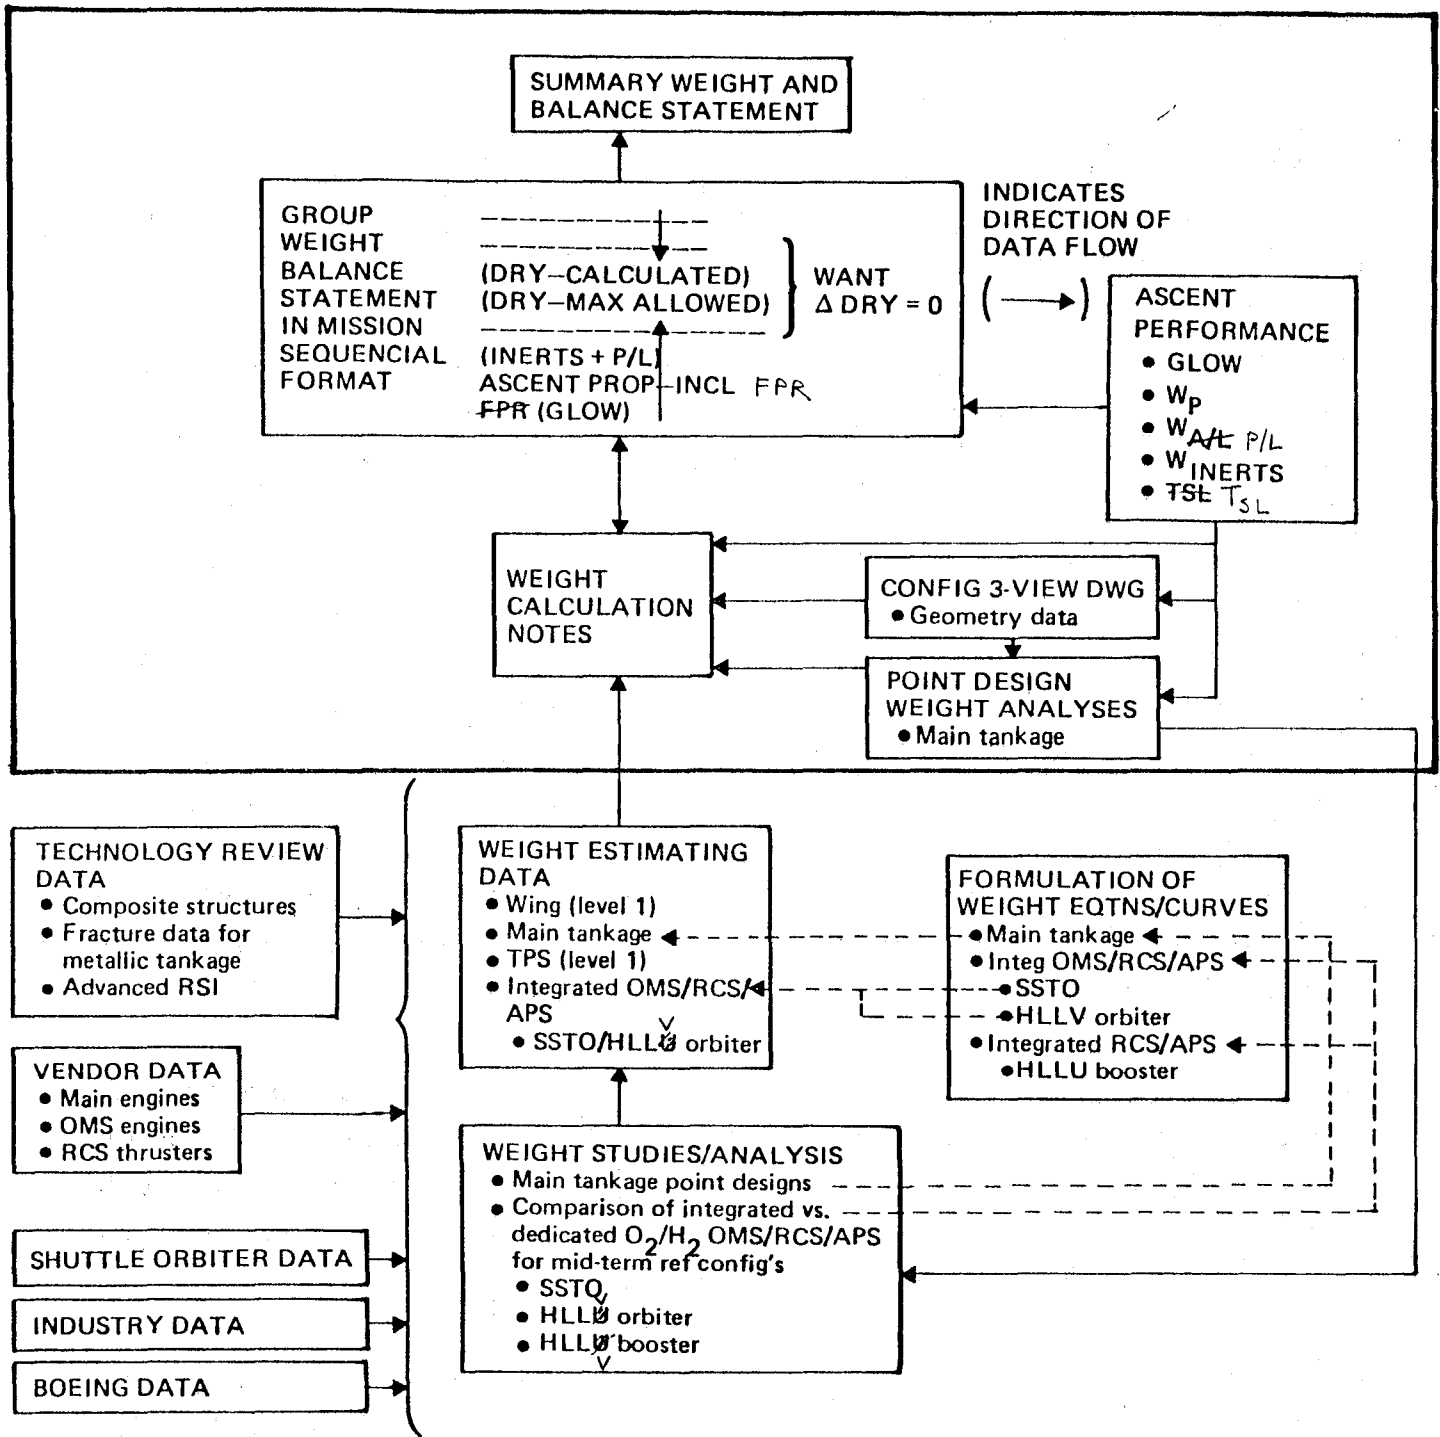 SUMMARY WEIGHT AND
BALANCE STATEMENT
GROUP
WEIGHT
BALANCE
STATEMENT
IN MISSION
SEQUENCIAL
FORMAT
(DRY–CALCULATED)
(DRY–MAX ALLOWED)
(INERTS + P/L)
ASCENT PROP–INCL FPR
FPR (GLOW)
WANT
Δ DRY = 0
INDICATES
DIRECTION OF
DATA FLOW
( → )
ASCENT
PERFORMANCE
• GLOW
• WP
• WA/L P/L
• WINERTS
• TSL TSL
WEIGHT
CALCULATION
NOTES
CONFIG 3-VIEW DWG
• Geometry data
POINT DESIGN
WEIGHT ANALYSES
• Main tankage
TECHNOLOGY REVIEW
DATA
• Composite structures
• Fracture data for
metallic tankage
• Advanced RSI
VENDOR DATA
• Main engines
• OMS engines
• RCS thrusters
SHUTTLE ORBITER DATA
INDUSTRY DATA
BOEING DATA
WEIGHT ESTIMATING
DATA
• Wing (level 1)
• Main tankage
• TPS (level 1)
• Integrated OMS/RCS/
APS
• SSTO/HLLV orbiter
FORMULATION OF
WEIGHT EQTNS/CURVES
• Main tankage
• Integ OMS/RCS/APS
• SSTO
• HLLV orbiter
• Integrated RCS/APS
• HLLU booster
WEIGHT STUDIES/ANALYSIS
• Main tankage point designs
• Comparison of integrated vs.
dedicated O2/H2 OMS/RCS/APS
for mid-term ref config's
• SSTO
• HLLV orbiter
• HLLV booster